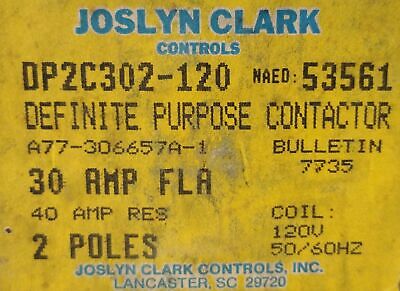 JOSLYN CLARK
CONTROLS
DP2C302-120 NAED: 53561
DEFINITE PURPOSE CONTACTOR
A77-306657A-1 BULLETIN
7735
30 AMP FLA
40 AMP RES COIL:
120V
2 POLES 50/60HZ
JOSLYN CLARK CONTROLS, INC.
LANCASTER, SC 29720